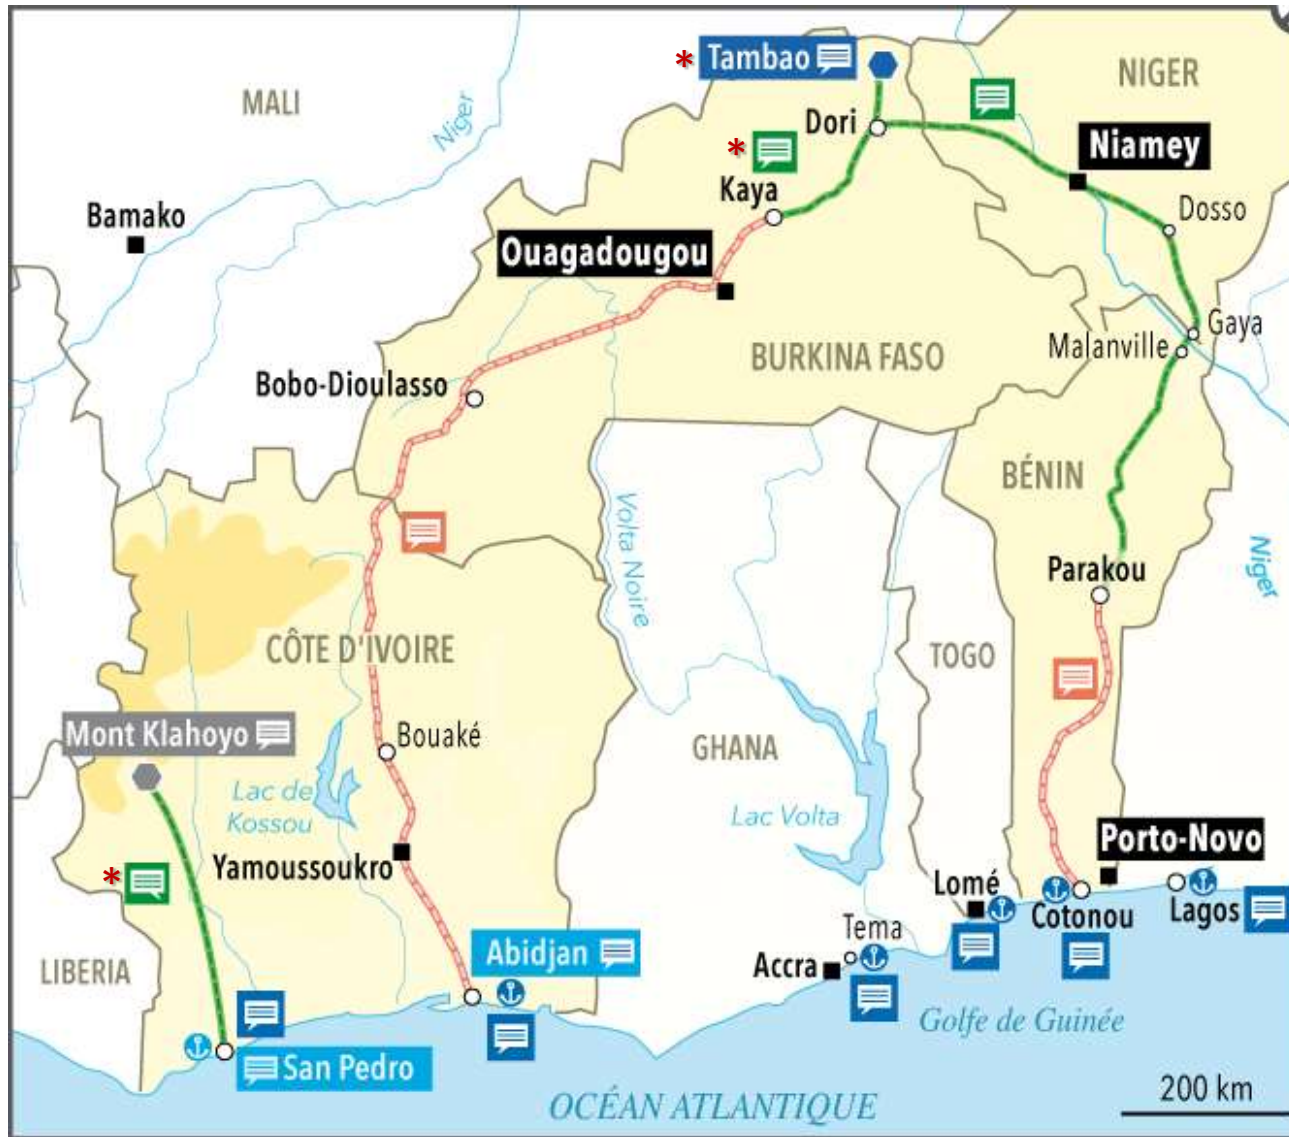 * Tambao
NIGER
MALI
Niger
Dori
*
Niamey
Kaya
Bamako
Dosso
Ouagadougou
Gaya
Malanville
BURKINA FASO
Bobo-Dioulasso
BÉNIN
Volta Noire
Niger
Parakou
CÔTE D'IVOIRE
TOGO
Mont Klahoyo
Bouaké
GHANA
Lac de
Kossou
Lac Volta
Porto-Novo
Yamoussoukro
*
Lomé
Cotonou
Lagos
Tema
Abidjan
Accra
LIBERIA
Golfe de Guinée
San Pedro
200 km
OCÉAN ATLANTIQUE